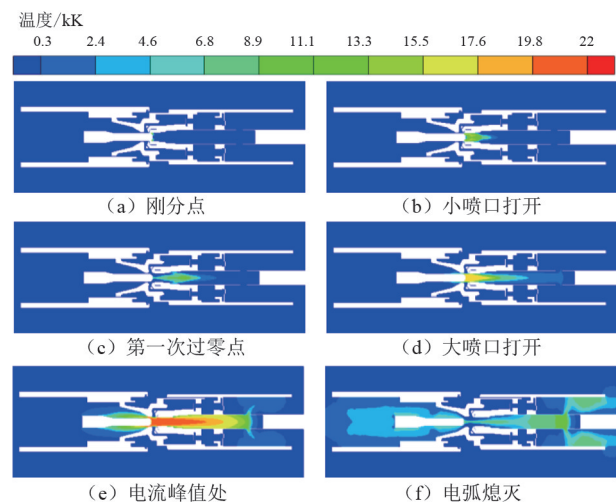 温度/kK
0.3 2.4 4.6 6.8 8.9 11.1 13.3 15.5 17.6 19.8 22
（a）刚分点
（b）小喷口打开
（c）第一次过零点
（d）大喷口打开
（e）电流峰值处
（f）电弧熄灭